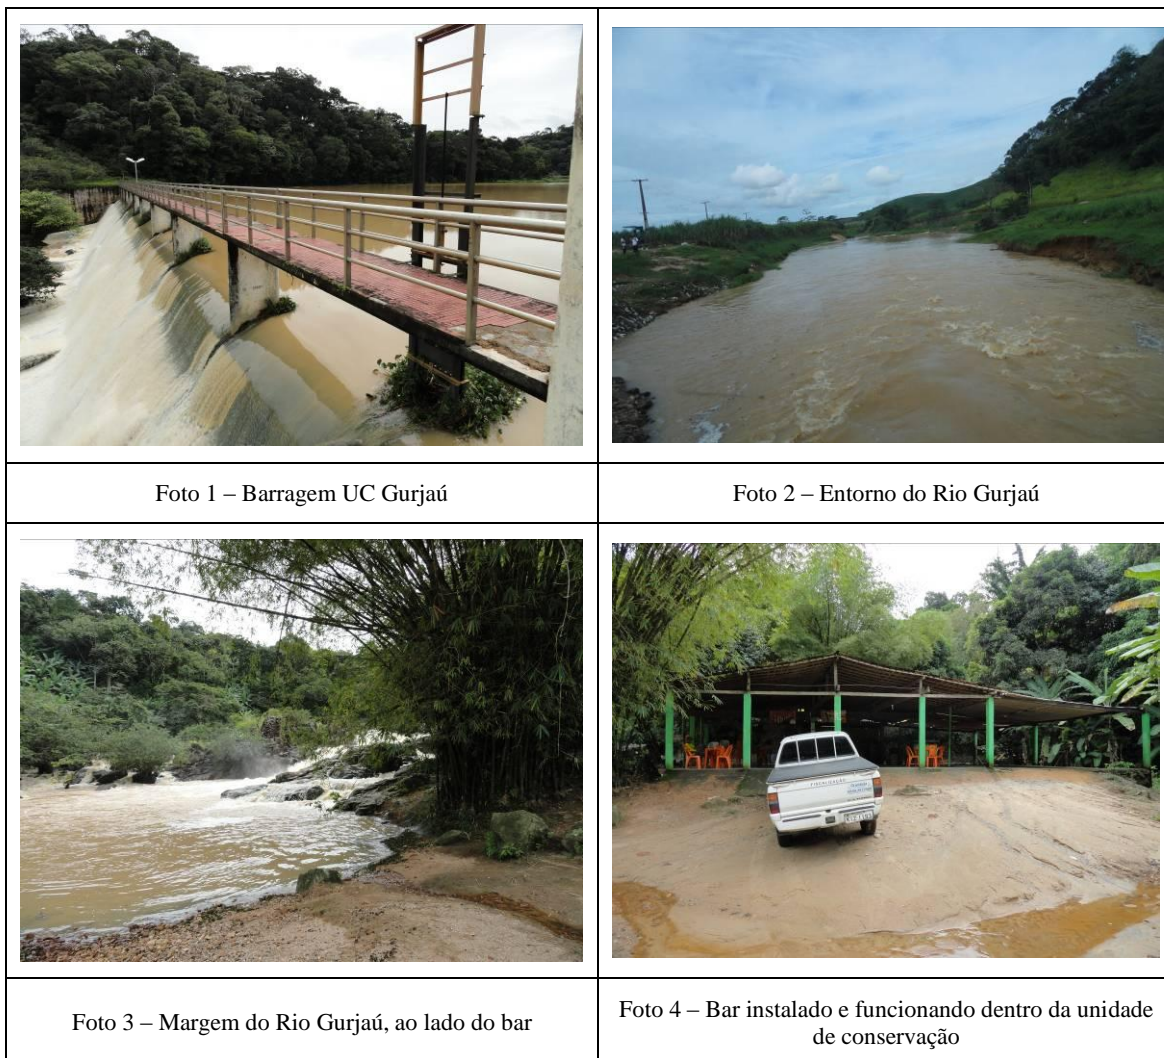 Foto 1 – Barragem UC Gurjaú
Foto 2 – Entorno do Rio Gurjaú
Foto 3 – Margem do Rio Gurjaú, ao lado do bar
Foto 4 – Bar instalado e funcionando dentro da unidade
de conservação
FISCALIZAÇÃO